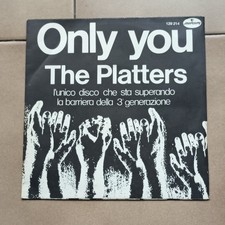 Only you
The Platters
l'unico disco che sta superando
la barriera della 3 generazione